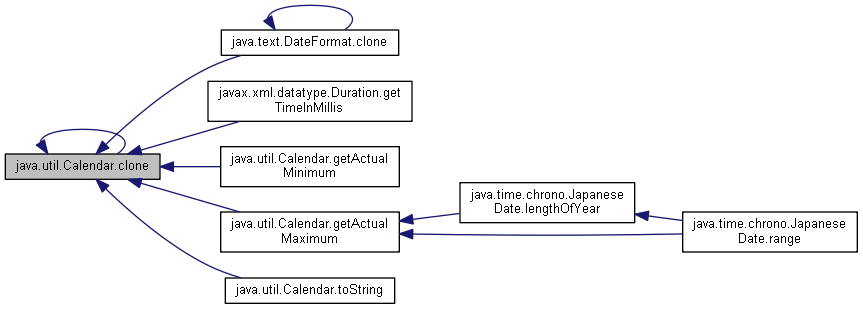 java.text.DateFormat.clone
javax.xml.datatype.Duration.get
TimeInMillis
java.util.Calendar.clone
java.util.Calendar.getActual
Minimum
java.util.Calendar.getActual
Maximum
java.time.chrono.Japanese
Date.lengthOfYear
java.time.chrono.Japanese
Date.range
java.util.Calendar.toString